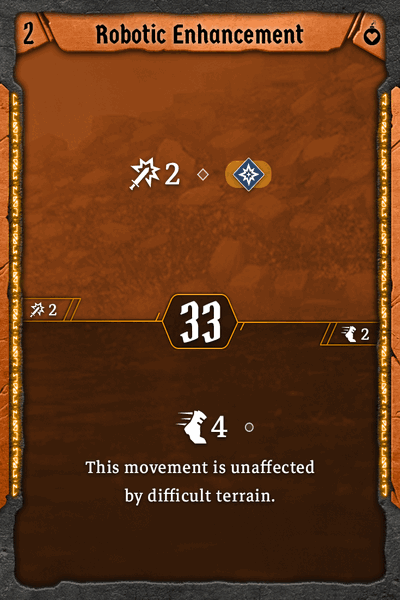 2
Robotic Enhancement
2
2
33
2
4
This movement is unaffected
by difficult terrain.